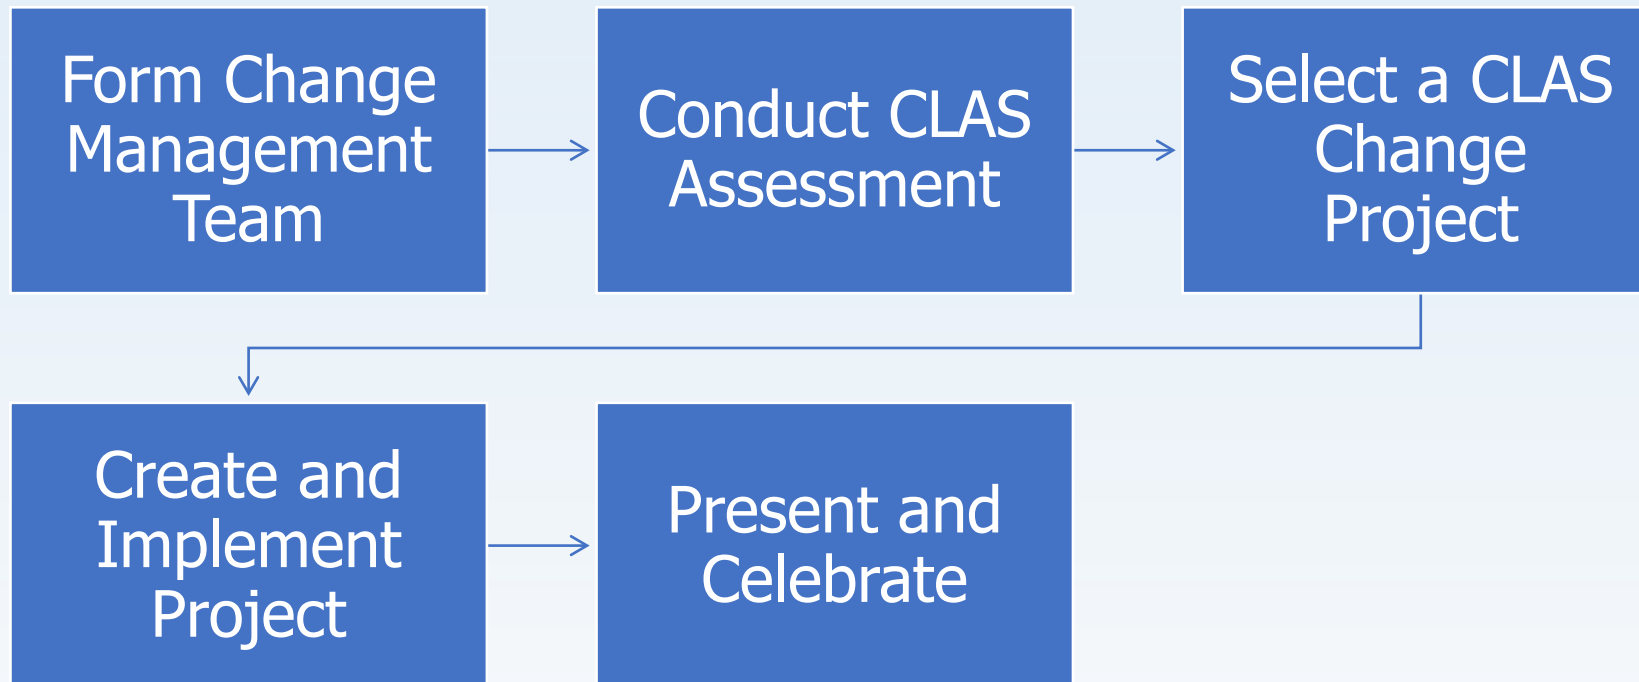 Form Change
Management
Team
Conduct CLAS
Assessment
Select a CLAS
Change
Project
Create and
Implement
Project
Present and
Celebrate